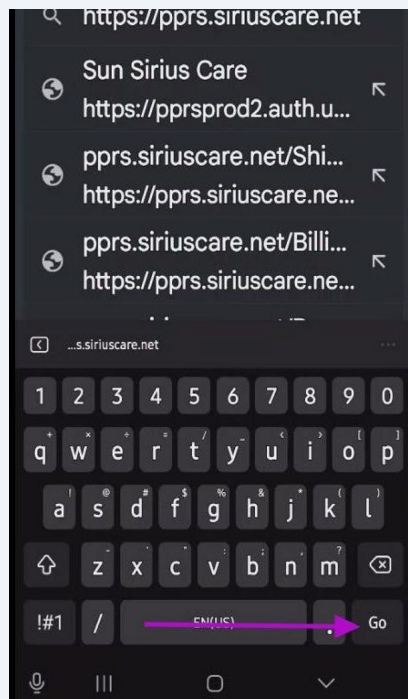 https://pprs.siriuscare.net
Sun Sirius Care
https://pprsprod2.auth.u...
pprs.siriuscare.net/Shi...
https://pprs.siriuscare.ne...
pprs.siriuscare.net/Billi...
https://pprs.siriuscare.ne...
...s.siriuscare.net
1 2 3 4 5 6 7 8 9 0
q w e r t y u i o p
a s d f g h j k l
z x c v b n m
!#1 / EN(US) . Go